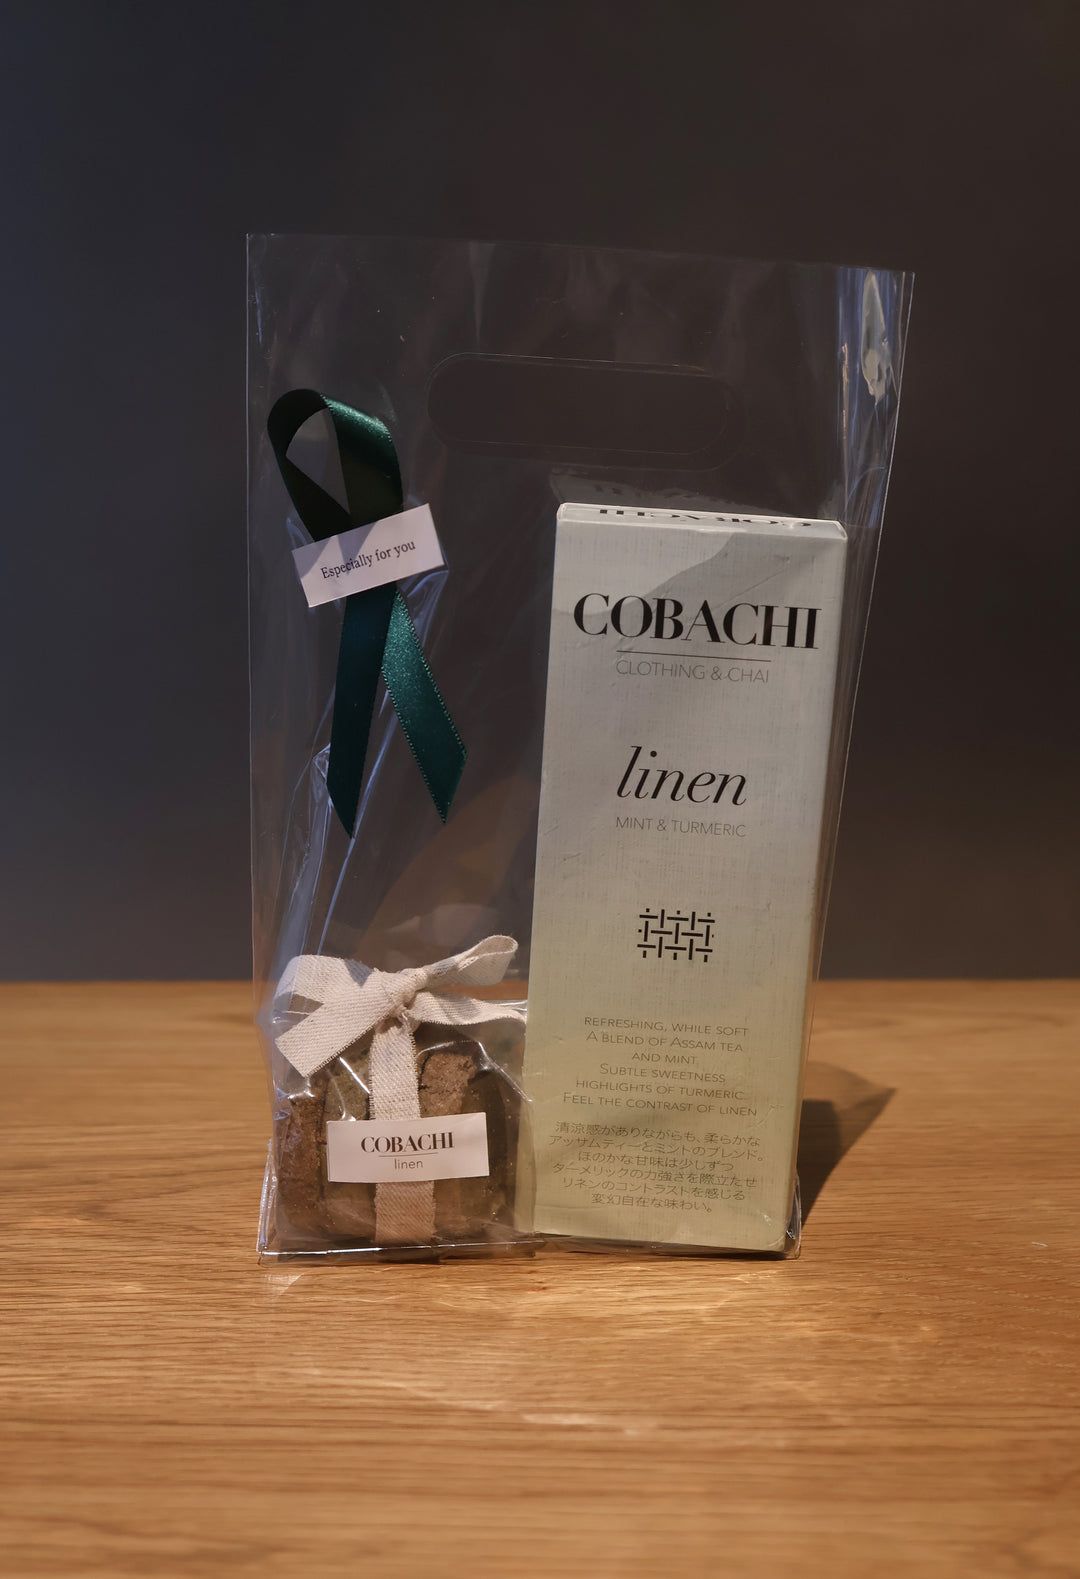 Especially for you
COBACHI
COBACHI
CLOTHING & CHAI
linen
MINT & TURMERIC
REFRESHING, WHILE SOFT
A BLEND OF ASSAM TEA
AND MINT.
SUBTLE SWEETNESS
HIGHLIGHTS OF TURMERIC.
FEEL THE CONTRAST OF LINEN
清涼感がありながらも、柔らかな
アッサムティーとミントのブレンド。
ほのかな甘味は少しずつ
ターメリックの力強さを際立たせ
リネンのコントラストを感じる
変幻自在な味わい。
COBACHI
linen